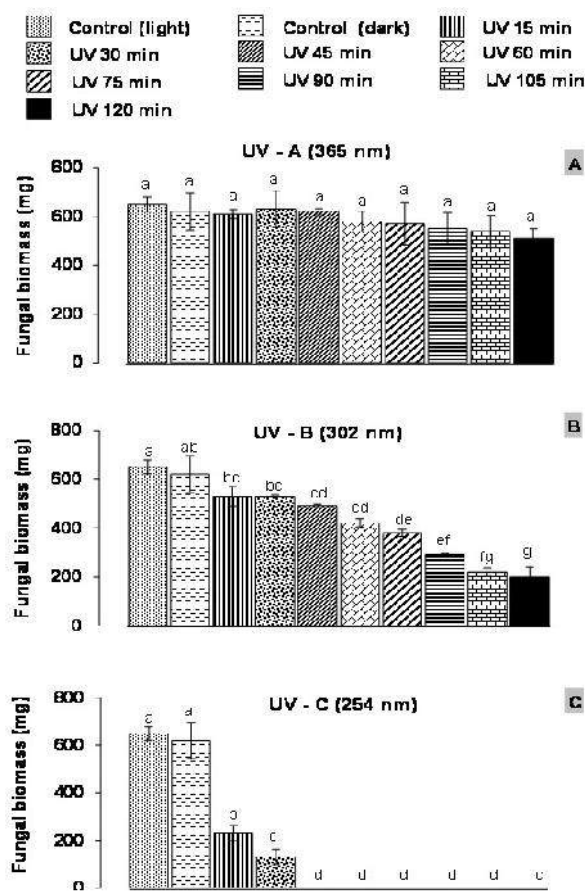 Control (light) Control (dark) UV 15 min
UV 30 min UV 45 min UV 60 min
UV 75 min UV 90 min UV 105 min
UV 120 min
UV - A (365 nm)
A
Fungal biomass (mg)
800
600
400
200
0
a a a a a a a a a a
UV - B (302 nm)
B
Fungal biomass (mg)
800
600
400
200
0
a ab bc bc cd cd de ef fg g
UV - C (254 nm)
C
Fungal biomass (mg)
800
600
400
200
0
a a b c d d d d d